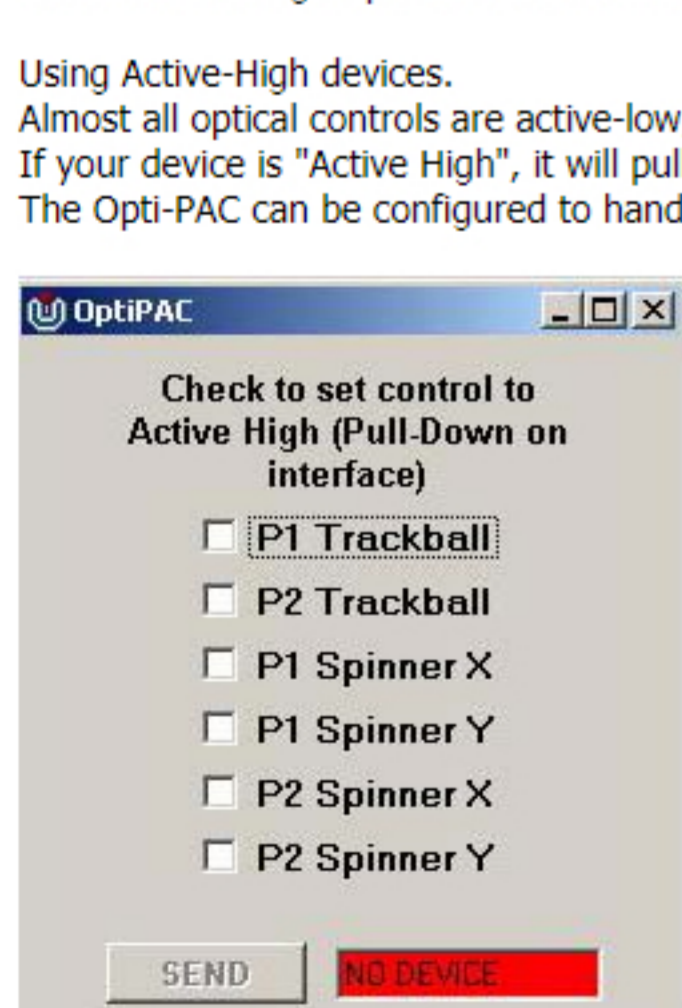 Using Active-High devices.
Almost all optical controls are active-low
If your device is "Active High", it will pul
The Opti-PAC can be configured to hand
OptiPAC
Check to set control to
Active High (Pull-Down on
interface)
P1 Trackball
P2 Trackball
P1 Spinner X
P1 Spinner Y
P2 Spinner X
P2 Spinner Y
SEND NO DEVICE